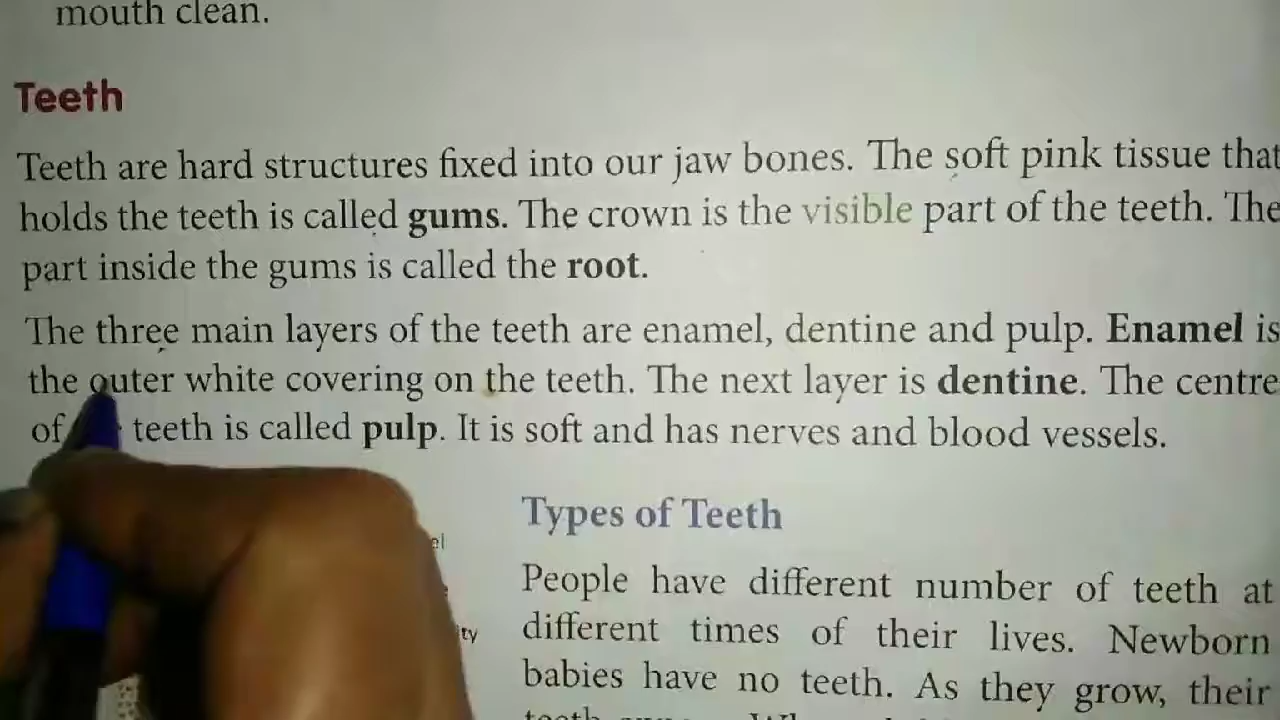 mouth clean.
Teeth
Teeth are hard structures fixed into our jaw bones. The soft pink tissue that
holds the teeth is called gums. The crown is the visible part of the teeth. The
part inside the gums is called the root.
The three main layers of the teeth are enamel, dentine and pulp. Enamel is
the outer white covering on the teeth. The next layer is dentine. The centre
of teeth is called pulp. It is soft and has nerves and blood vessels.
Types of Teeth
People have different number of teeth at
different times of their lives. Newborn
babies have no teeth. As they grow, their